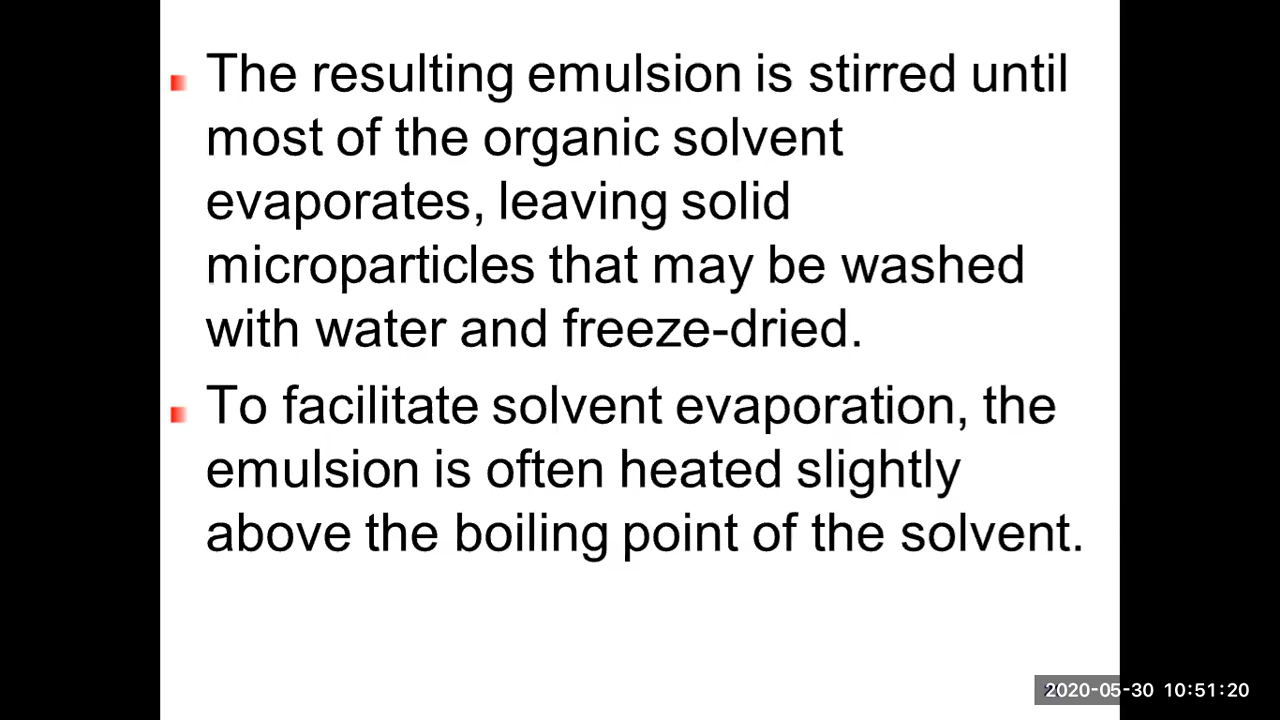 The resulting emulsion is stirred until
most of the organic solvent
evaporates, leaving solid
microparticles that may be washed
with water and freeze-dried.
To facilitate solvent evaporation, the
emulsion is often heated slightly
above the boiling point of the solvent.
2020-05-30 10:51:20